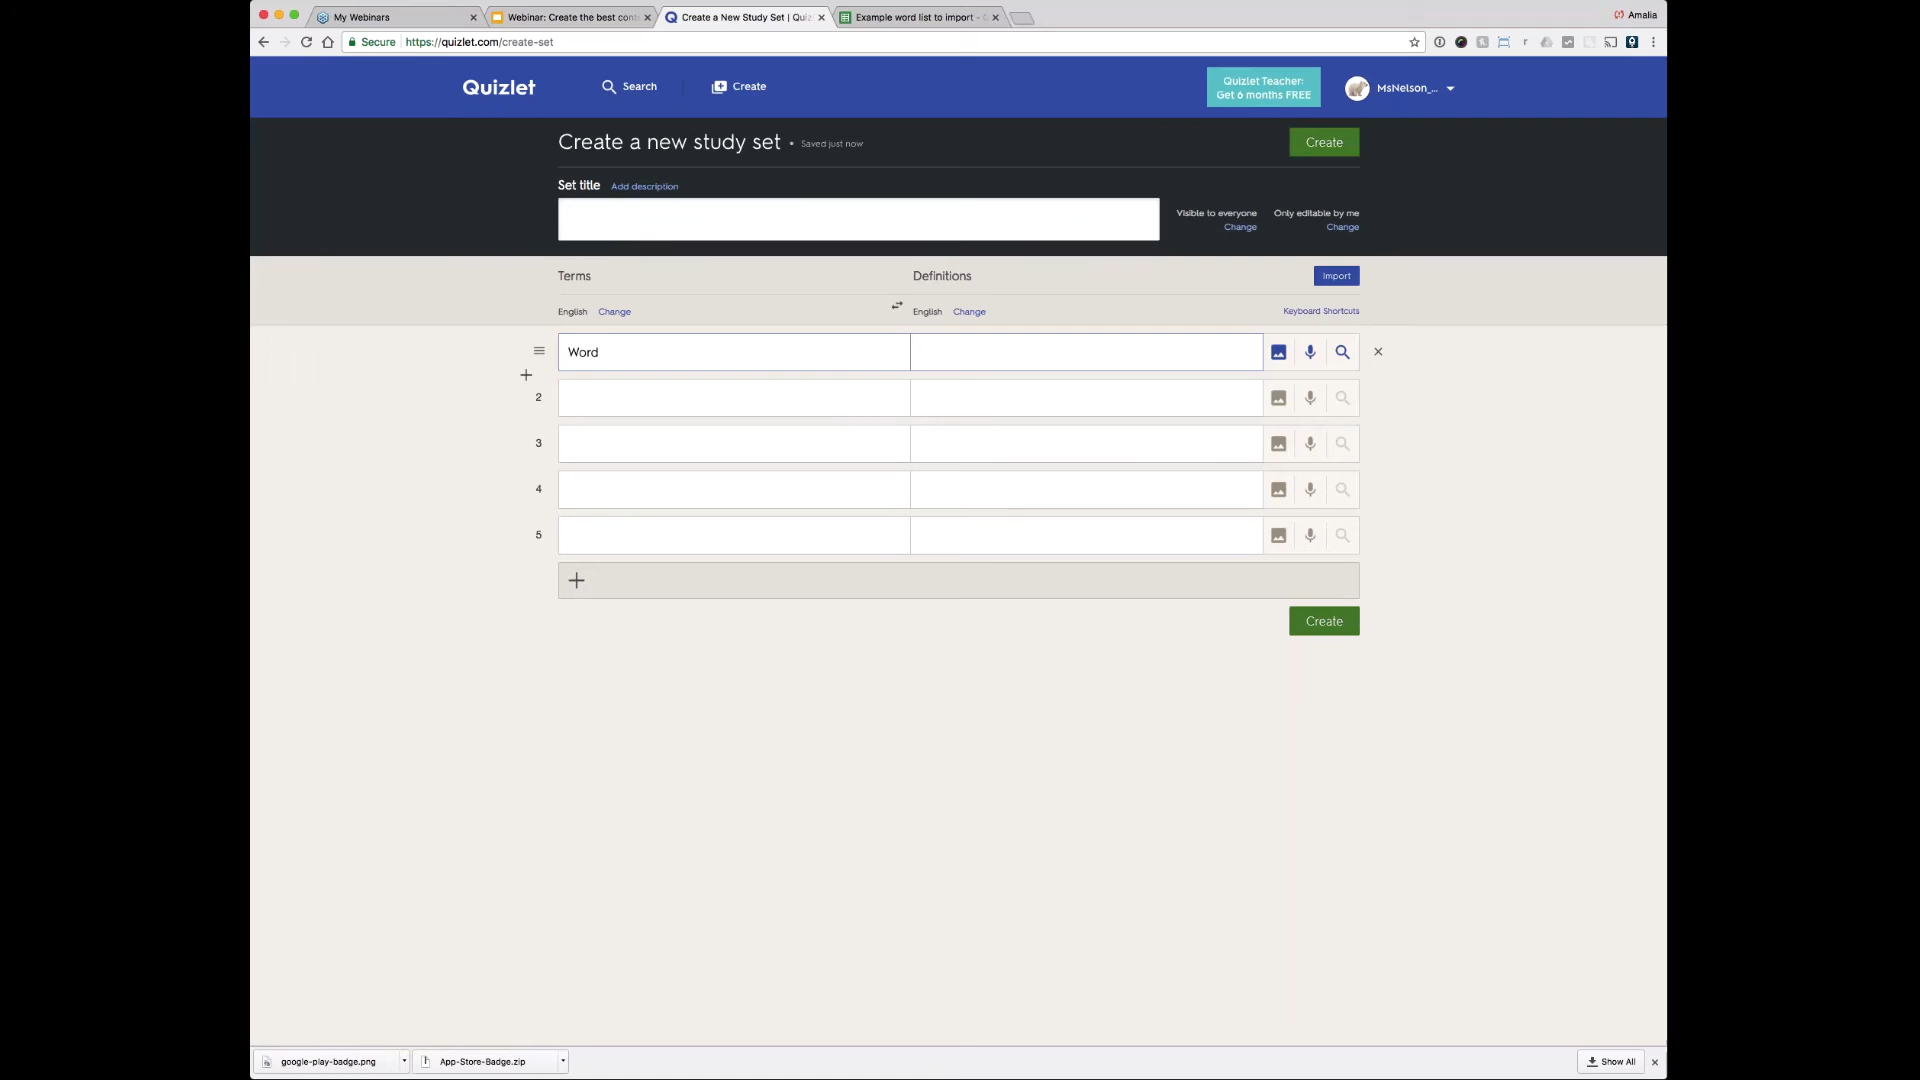 My Webinars
Webinar: Create the best cont
Create a New Study Set | Quiz
Example word list to import -
Amalia
Secure
https://quizlet.com/create-set
Quizlet
Search
Create
Quizlet Teacher:
Get 6 months FREE
MsNelson_...
Create a new study set • Saved just now
Create
Set title
Add description
Visible to everyone
Change
Only editable by me
Change
Terms
Definitions
Import
English Change
English Change
Keyboard Shortcuts
Word
2
3
4
5
Create
google-play-badge.png
App-Store-Badge.zip
Show All